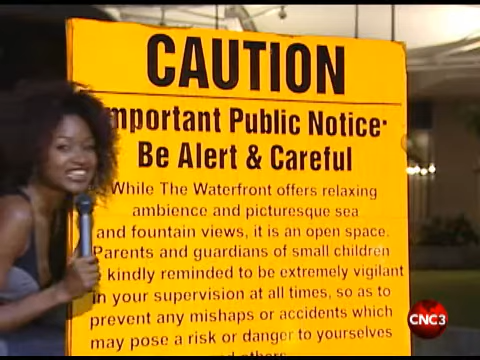 CAUTION
Important Public Notice:
Be Alert & Careful
While The Waterfront offers relaxing
ambience and picturesque sea
and fountain views, it is an open space.
Parents and guardians of small children
kindly reminded to be extremely vigilant
in your supervision at all times, so as to
prevent any mishaps or accidents which
may pose a risk or danger to yourselves
and others.
CNC3